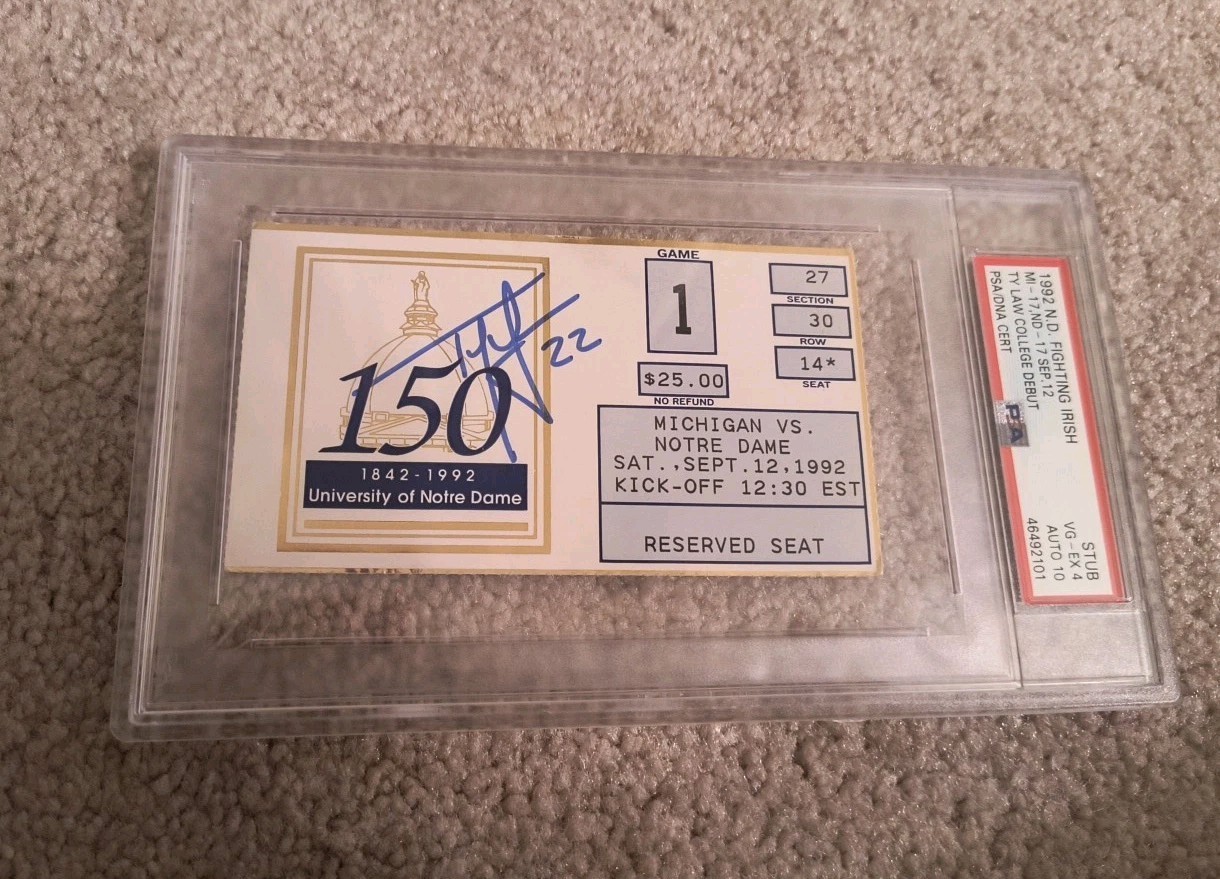 150
1842-1992
University of Notre Dame
Ty Law 22
GAME
1
$25.00
NO REFUND
27
SECTION
30
ROW
14*
SEAT
MICHIGAN VS.
NOTRE DAME
SAT.,SEPT.12,1992
KICK-OFF 12:30 EST
RESERVED SEAT
1992 N.D. FIGHTING IRISH
MI-17,ND-17 SEP.12
TY LAW COLLEGE DEBUT
PSA/DNA CERT
PSA
STUB
VG-EX 4
AUTO 10
46492101